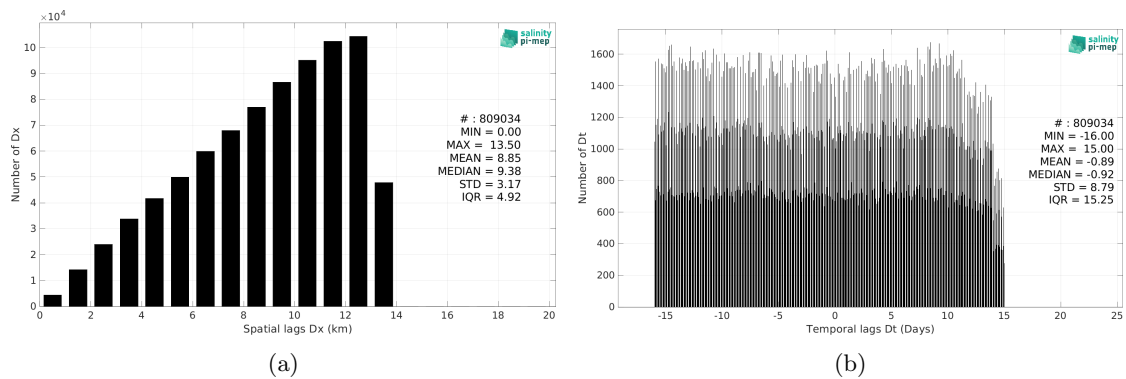 ×10⁴
salinity
pi-mep
10
9
8
7
6
5
4
3
2
1
0
Number of Dx
# : 809034
MIN = 0.00
MAX = 13.50
MEAN = 8.85
MEDIAN = 9.38
STD = 3.17
IQR = 4.92
0 2 4 6 8 10 12 14 16 18 20
Spatial lags Dx (km)
(a)
salinity
pi-mep
1600
1400
1200
1000
800
600
400
200
0
Number of Dt
# : 809034
MIN = -16.00
MAX = 15.00
MEAN = -0.89
MEDIAN = -0.92
STD = 8.79
IQR = 15.25
-15 -10 -5 0 5 10 15 20 25
Temporal lags Dt (Days)
(b)